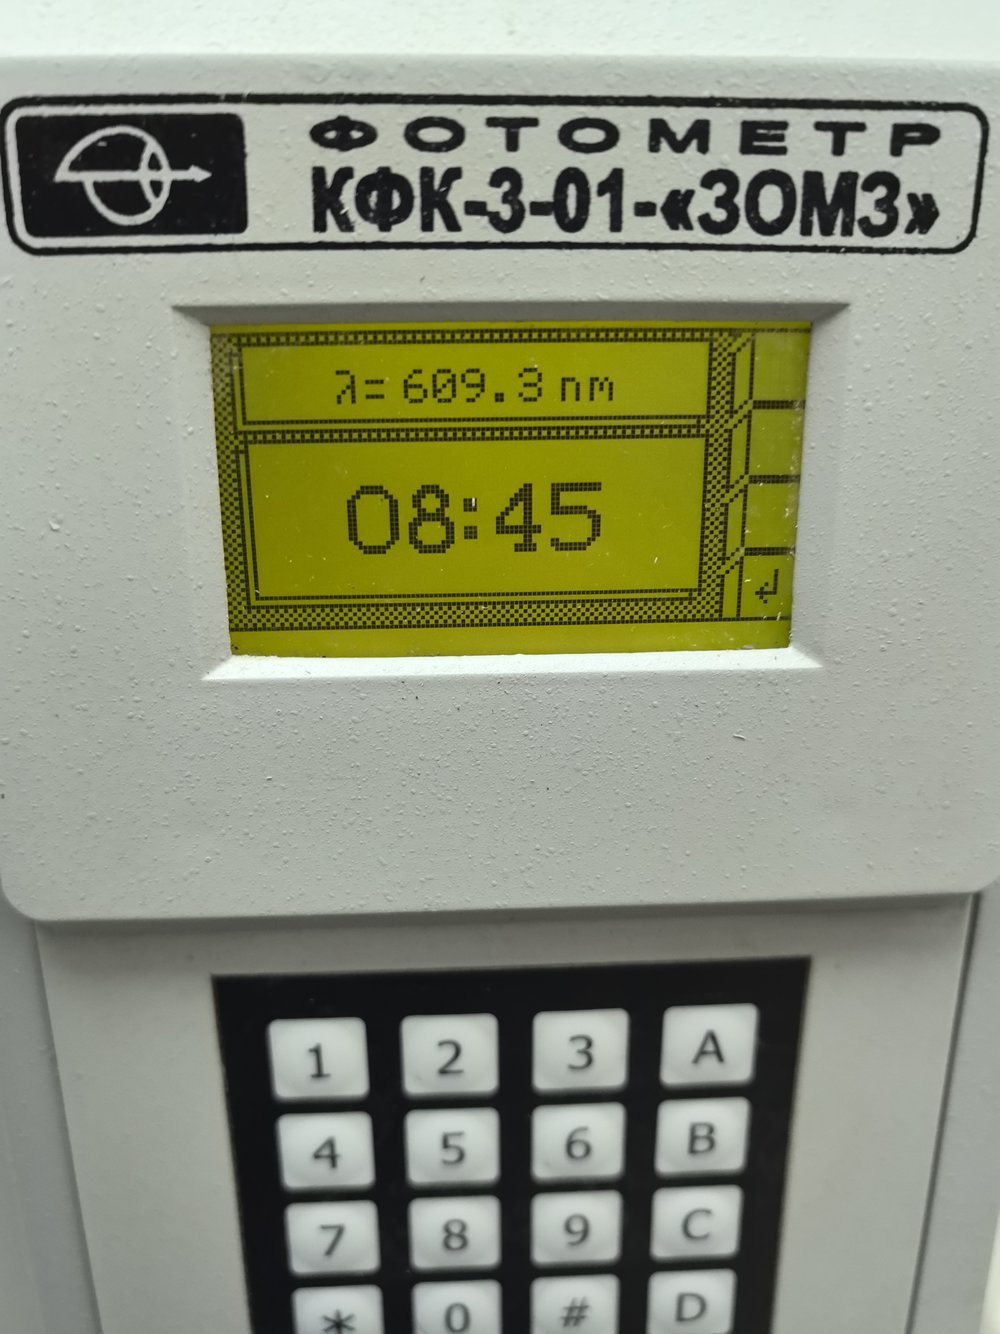 ФОТОМЕТР
КФК-3-01-«ЗОМЗ»
λ= 609.3 nm
08:45
↲
1 2 3 A
4 5 6 B
7 8 9 C
* 0 # D